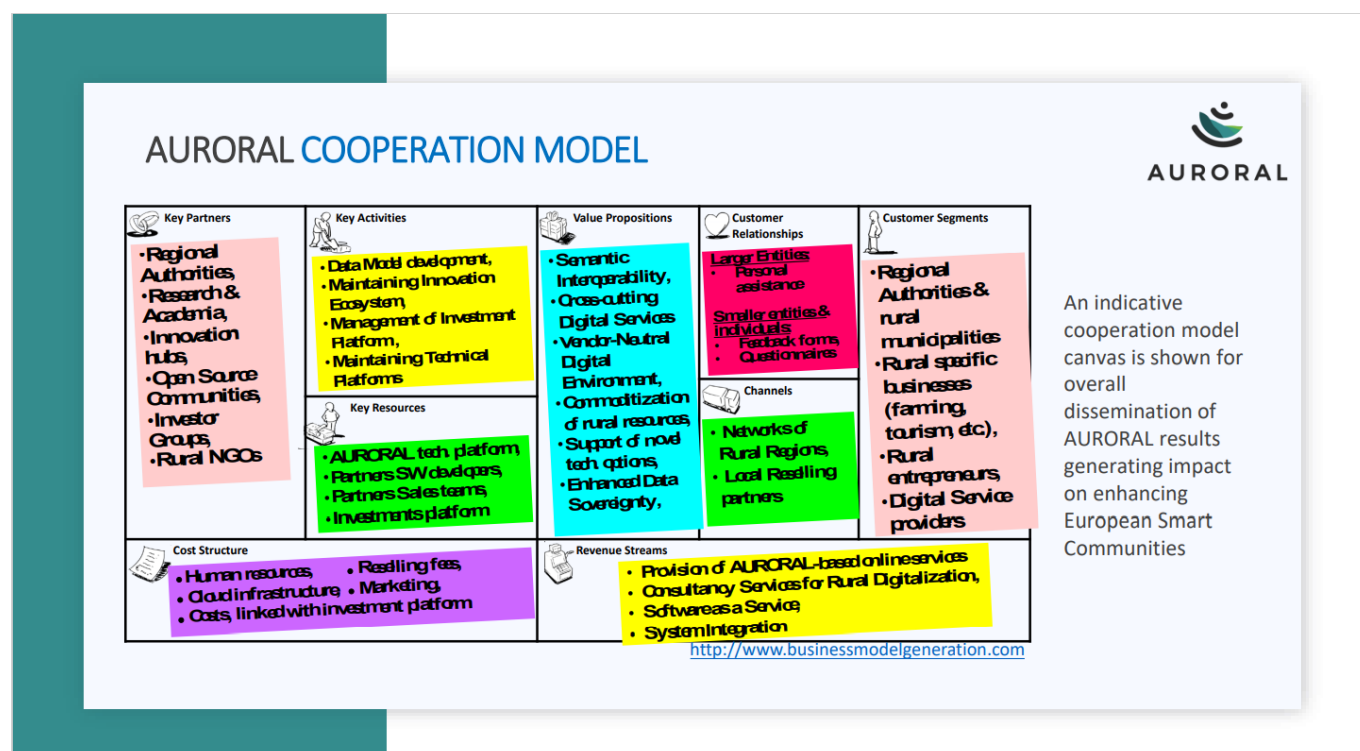 AURORAL COOPERATION MODEL
AURORAL
Key Partners
•Regional
Authorities,
•Research &
Academia,
•Innovation
hubs,
•Open Source
Communities,
•Investor
Groups,
•Rural NGOs
Key Activities
• Data Model development,
• Maintaining Innovation
Ecosystem,
• Management of Investment
Platform,
• Maintaining Technical
Platforms
Key Resources
• AURORAL tech. platform,
• Partners SW developers,
• Partners Sales teams,
• Investments platform
Value Propositions
• Semantic
Interoperability,
• Cross-cutting
Digital Services
• Vendor-Neutral
Digital
Environment,
• Commoditization
of rural resources,
• Support of novel
tech. options,
• Enhanced Data
Sovereignty,
Customer
Relationships
Larger Entities:
• Personal
assistance
Smaller entities &
individuals:
• Feedback forms,
• Questionnaires
Channels
• Networks of
Rural Regions,
• Local Reselling
partners
Customer Segments
•Regional
Authorities &
rural
municipalities
•Rural specific
businesses
(farming,
tourism, etc.),
•Rural
entrepreneurs,
•Digital Service
providers
Cost Structure
• Human resources,
• Cloud infrastructure,
• Costs, linked with investment platform
• Reselling fees,
• Marketing,
Revenue Streams
• Provision of AURORAL-based online services
• Consultancy Services for Rural Digitalization,
• Software as a Service,
• System Integration
http://www.businessmodelgeneration.com
An indicative
cooperation model
canvas is shown for
overall
dissemination of
AURORAL results
generating impact
on enhancing
European Smart
Communities